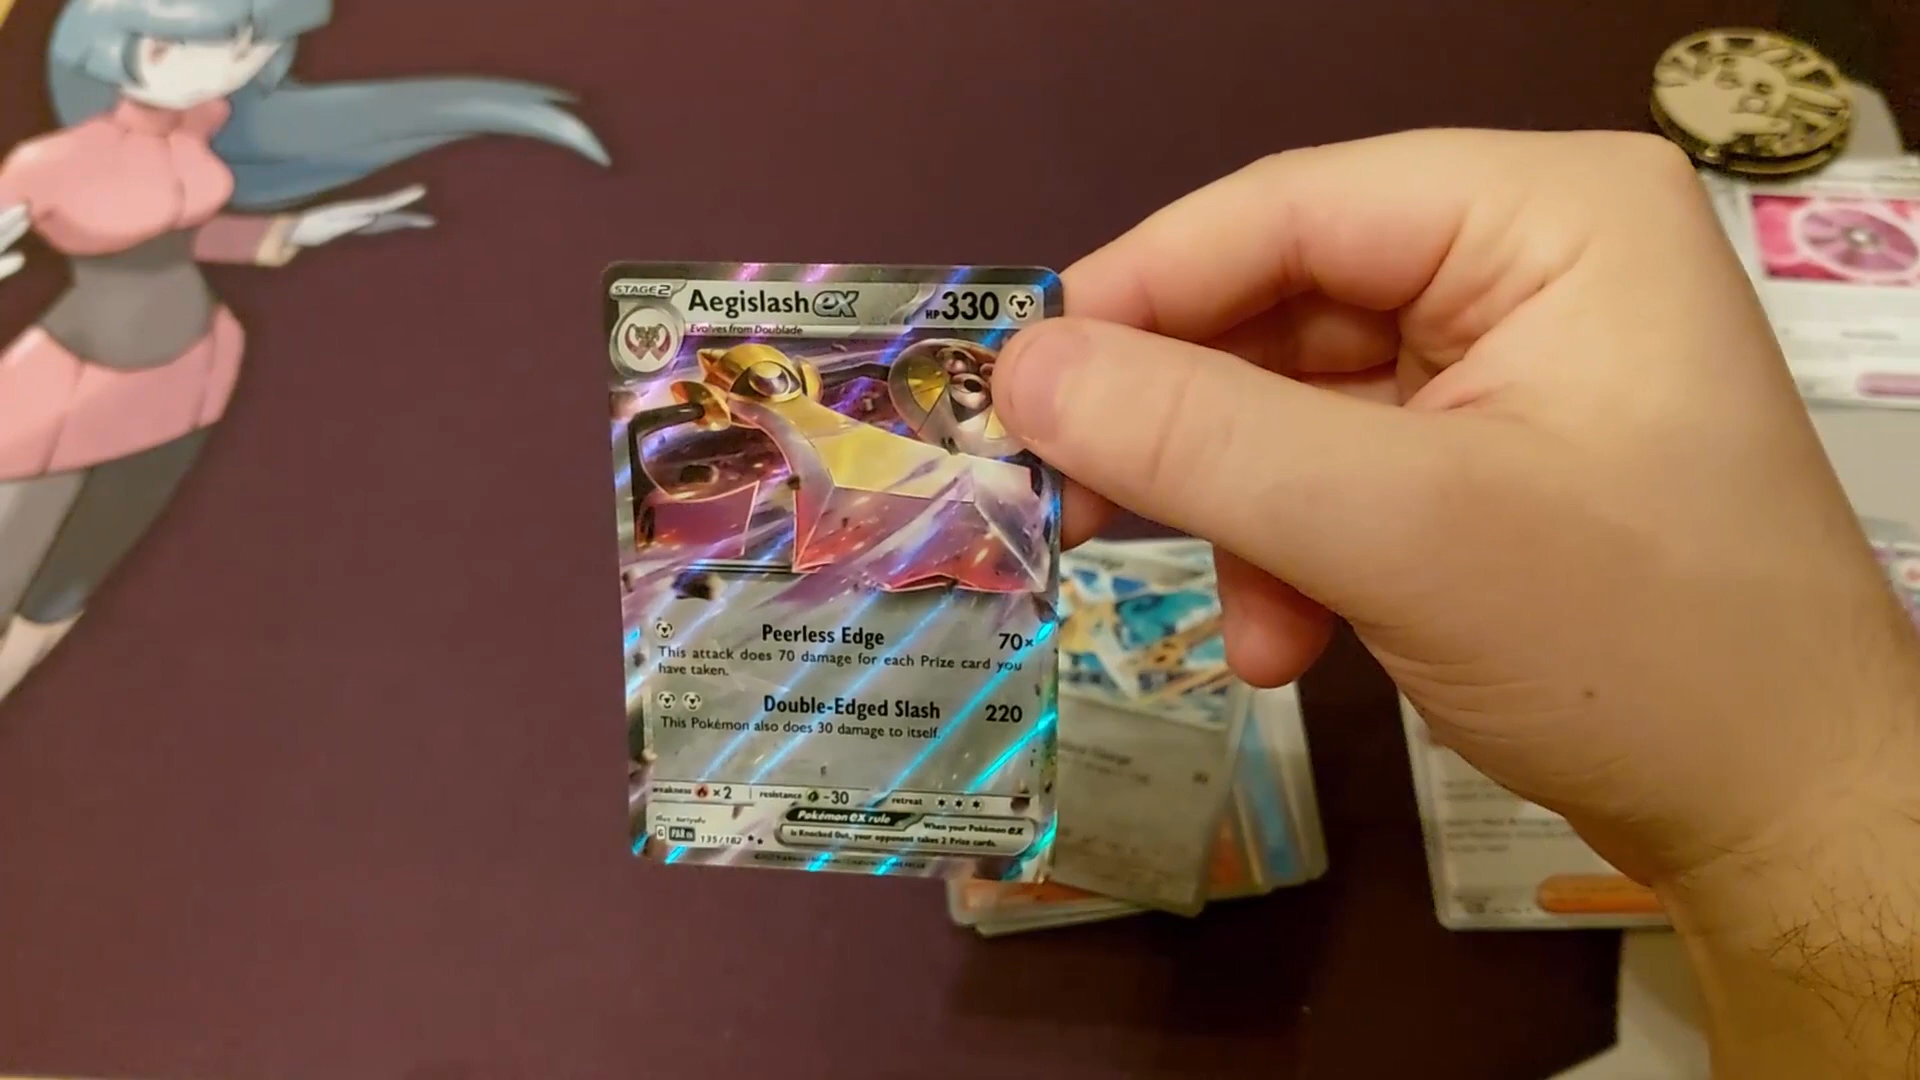 STAGE 2
Aegislash ex HP 330
Evolves from Doublade
Peerless Edge 70×
This attack does 70 damage for each Prize card you
have taken.
Double-Edged Slash 220
This Pokémon also does 30 damage to itself.
weakness ×2 resistance -30 retreat
Pokémon ex rule When your Pokémon ex
is Knocked Out, your opponent takes 2 Prize cards.
G PAR EN 135/182